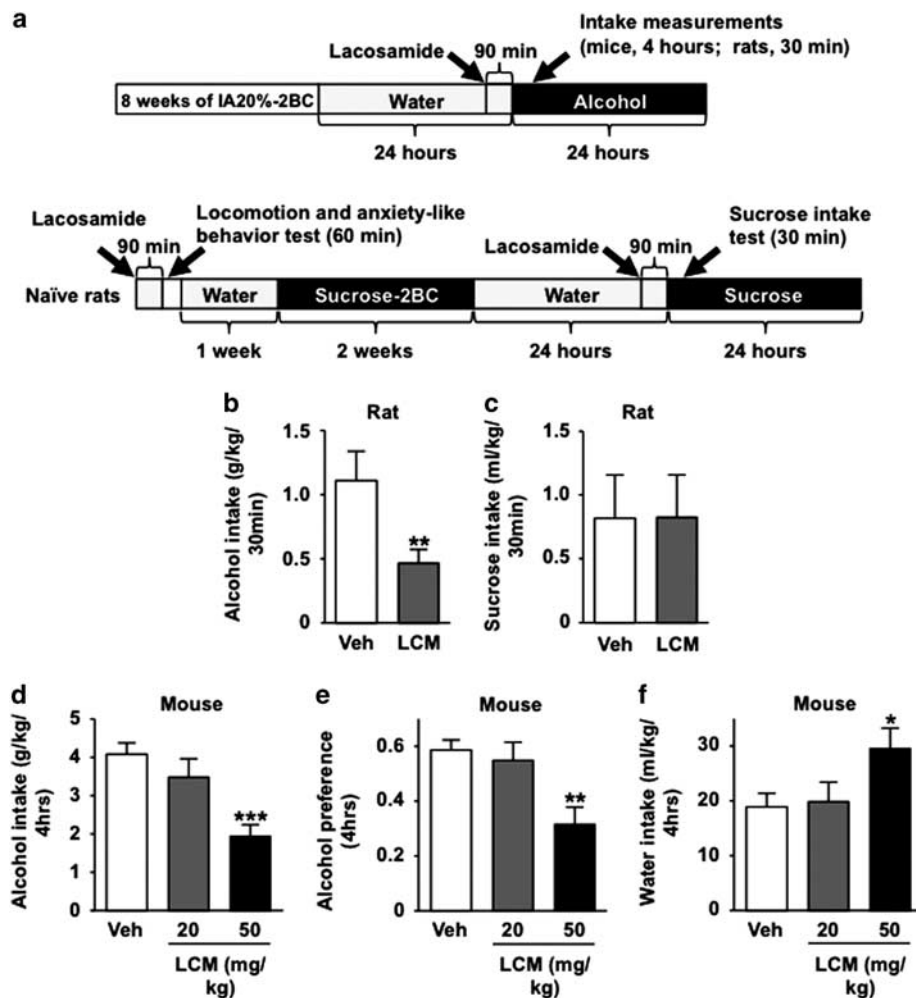 a
Intake measurements
(mice, 4 hours; rats, 30 min)
Lacosamide
90 min
8 weeks of IA20%-2BC
Water
Alcohol
24 hours
24 hours
Lacosamide
90 min
Locomotion and anxiety-like
behavior test (60 min)
Lacosamide
90 min
Sucrose intake
test (30 min)
Naïve rats
Water
Sucrose-2BC
Water
Sucrose
1 week
2 weeks
24 hours
24 hours
b
Rat
Alcohol intake (g/kg/
30min)
1.5
1.0
0.5
0
**
Veh
LCM
c
Rat
Sucrose intake (ml/kg/
30min)
1.5
1.0
0.5
0
Veh
LCM
d
Mouse
Alcohol intake (g/kg/
4hrs)
5
4
3
2
1
0
***
Veh
20
50
LCM (mg/
kg)
e
Mouse
Alcohol preference
(4hrs)
0.6
0.4
0.2
0
**
Veh
20
50
LCM (mg/
kg)
f
Mouse
Water intake (ml/kg/
4hrs)
30
20
10
0
*
Veh
20
50
LCM (mg/
kg)